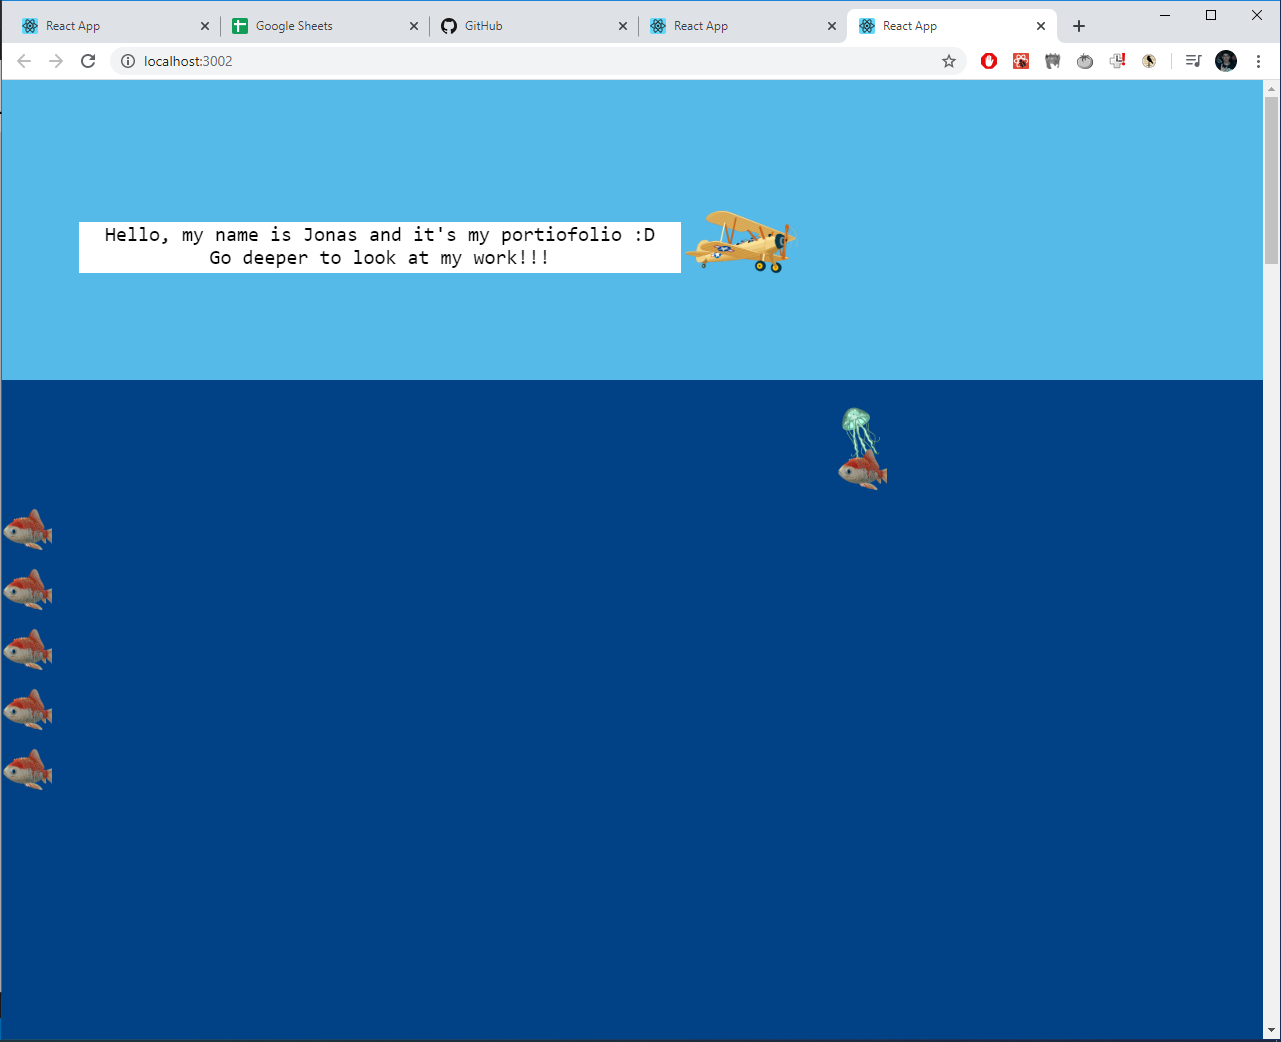 React App
Google Sheets
GitHub
React App
React App
localhost:3002
Hello, my name is Jonas and it's my portiofolio :D
Go deeper to look at my work!!!